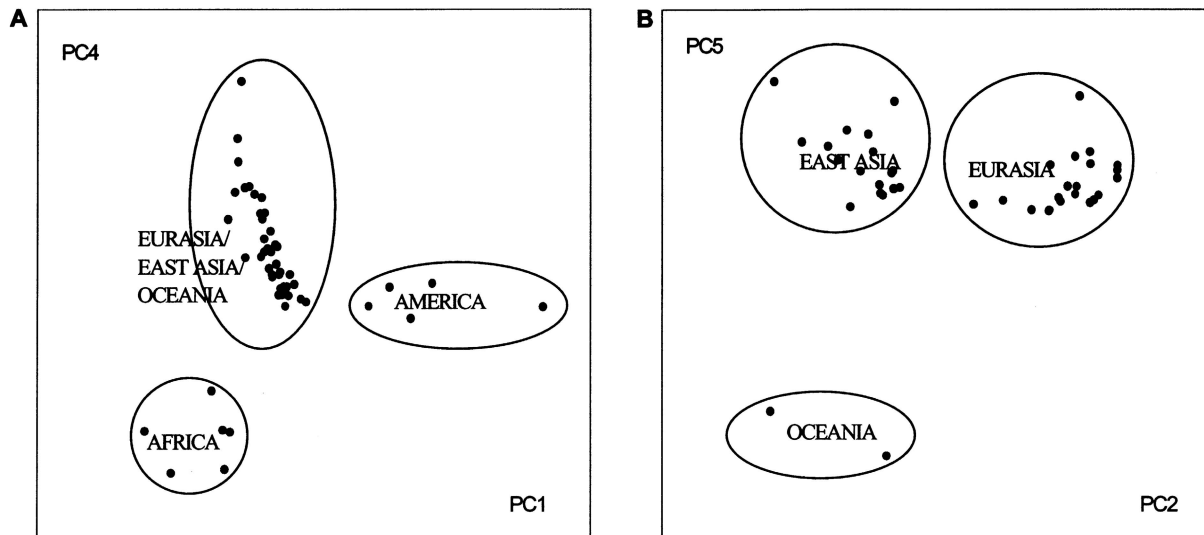 A
PC4
EURASIA/
EAST ASIA/
OCEANIA
AMERICA
AFRICA
PC1
B
PC5
EAST ASIA
EURASIA
OCEANIA
PC2